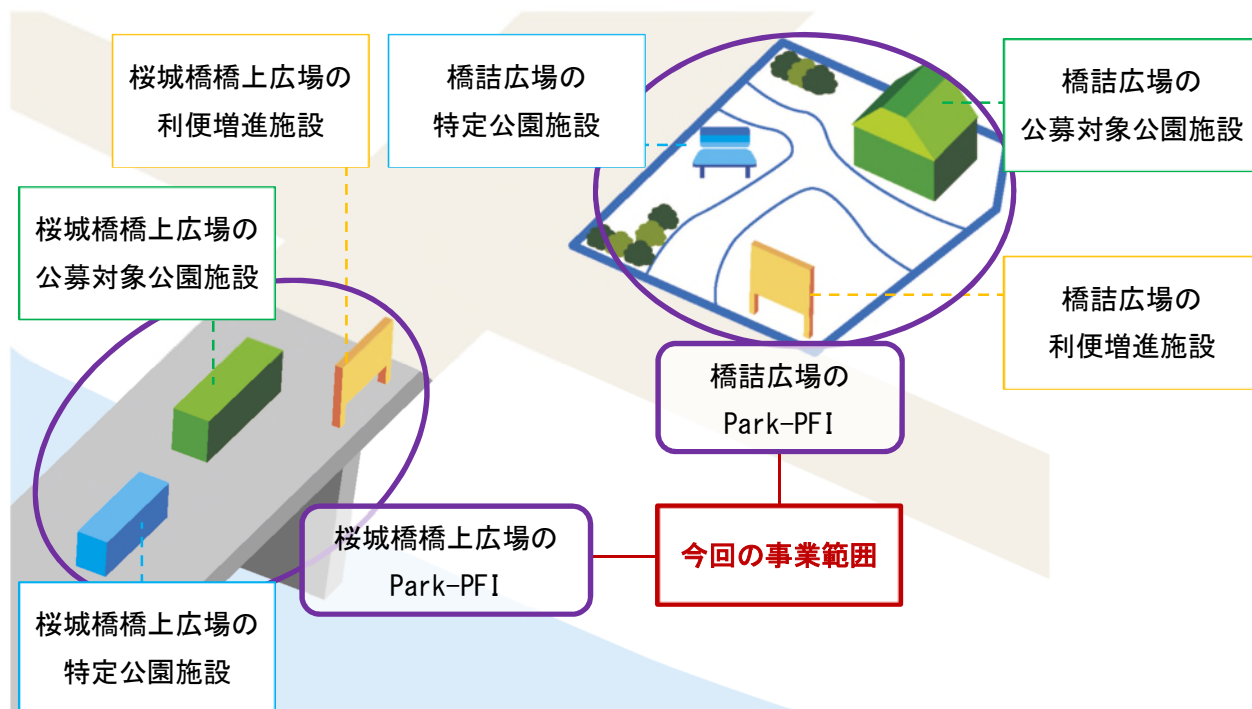 桜城橋橋上広場の
利便増進施設
橋詰広場の
特定公園施設
橋詰広場の
公募対象公園施設
桜城橋橋上広場の
公募対象公園施設
橋詰広場の
利便増進施設
橋詰広場の
Park-PFI
桜城橋橋上広場の
Park-PFI
今回の事業範囲
桜城橋橋上広場の
特定公園施設